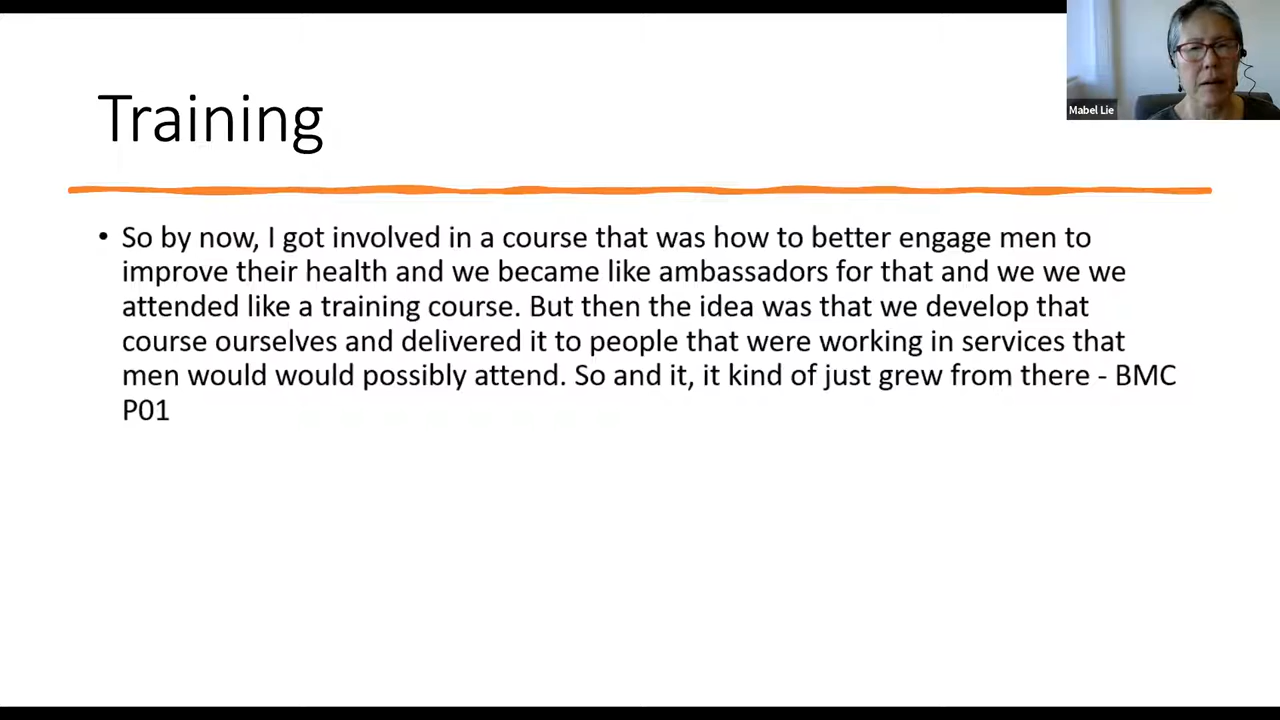 Training
Mabel Lie
• So by now, I got involved in a course that was how to better engage men to
improve their health and we became like ambassadors for that and we we we
attended like a training course. But then the idea was that we develop that
course ourselves and delivered it to people that were working in services that
men would would possibly attend. So and it, it kind of just grew from there - BMC
P01